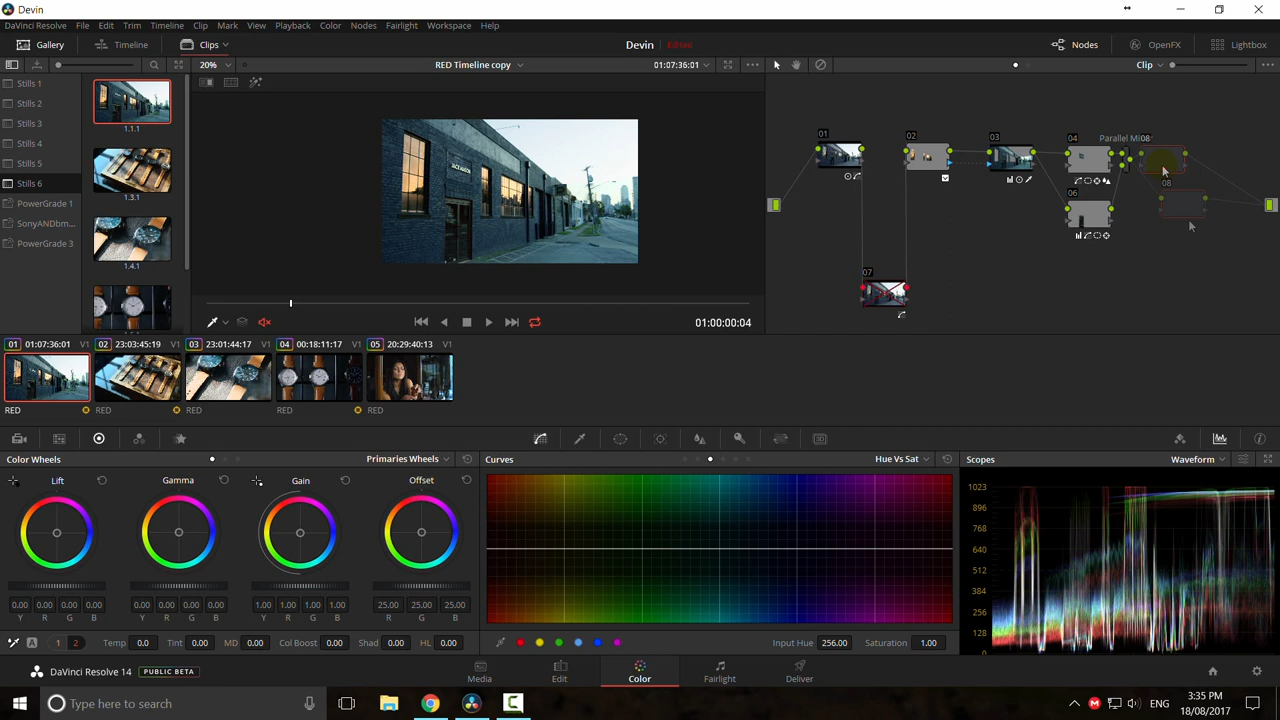 Devin
DaVinci Resolve File Edit Trim Timeline Clip Mark View Playback Color Nodes Fairlight Workspace Help
Gallery Timeline Clips Devin Edited Nodes OpenFX Lightbox
20% RED Timeline copy 01:07:36:01 Clip
Stills 1
Stills 2
Stills 3
Stills 4
Stills 5
Stills 6
PowerGrade 1
SonyANDbm...
PowerGrade 3
1.1.1
1.3.1
1.4.1
JACK MASON
01:00:00:04
01 02 03 04 08
06 08
07
01 01:07:36:01 V1 02 23:03:45:19 V1 03 23:01:44:17 V1 04 00:18:11:17 V1 05 20:29:40:13 V1
RED RED RED RED RED
Color Wheels Primaries Wheels Curves Hue Vs Sat Scopes Waveform
Lift Gamma Gain Offset
1023
896
768
640
512
384
256
128
0
0.00 0.00 0.00 0.00 0.00 0.00 0.00 0.00 1.00 1.00 1.00 1.00 25.00 25.00 25.00
Y R G B Y R G B Y R G B R G B
A 1 2 Temp 0.0 Tint 0.00 MD 0.00 Col Boost 0.00 Shad 0.00 HL 0.00 Input Hue 256.00 Saturation 1.00
DaVinci Resolve 14 PUBLIC BETA Media Edit Color Fairlight Deliver
Type here to search ENG 3:35 PM
18/08/2017